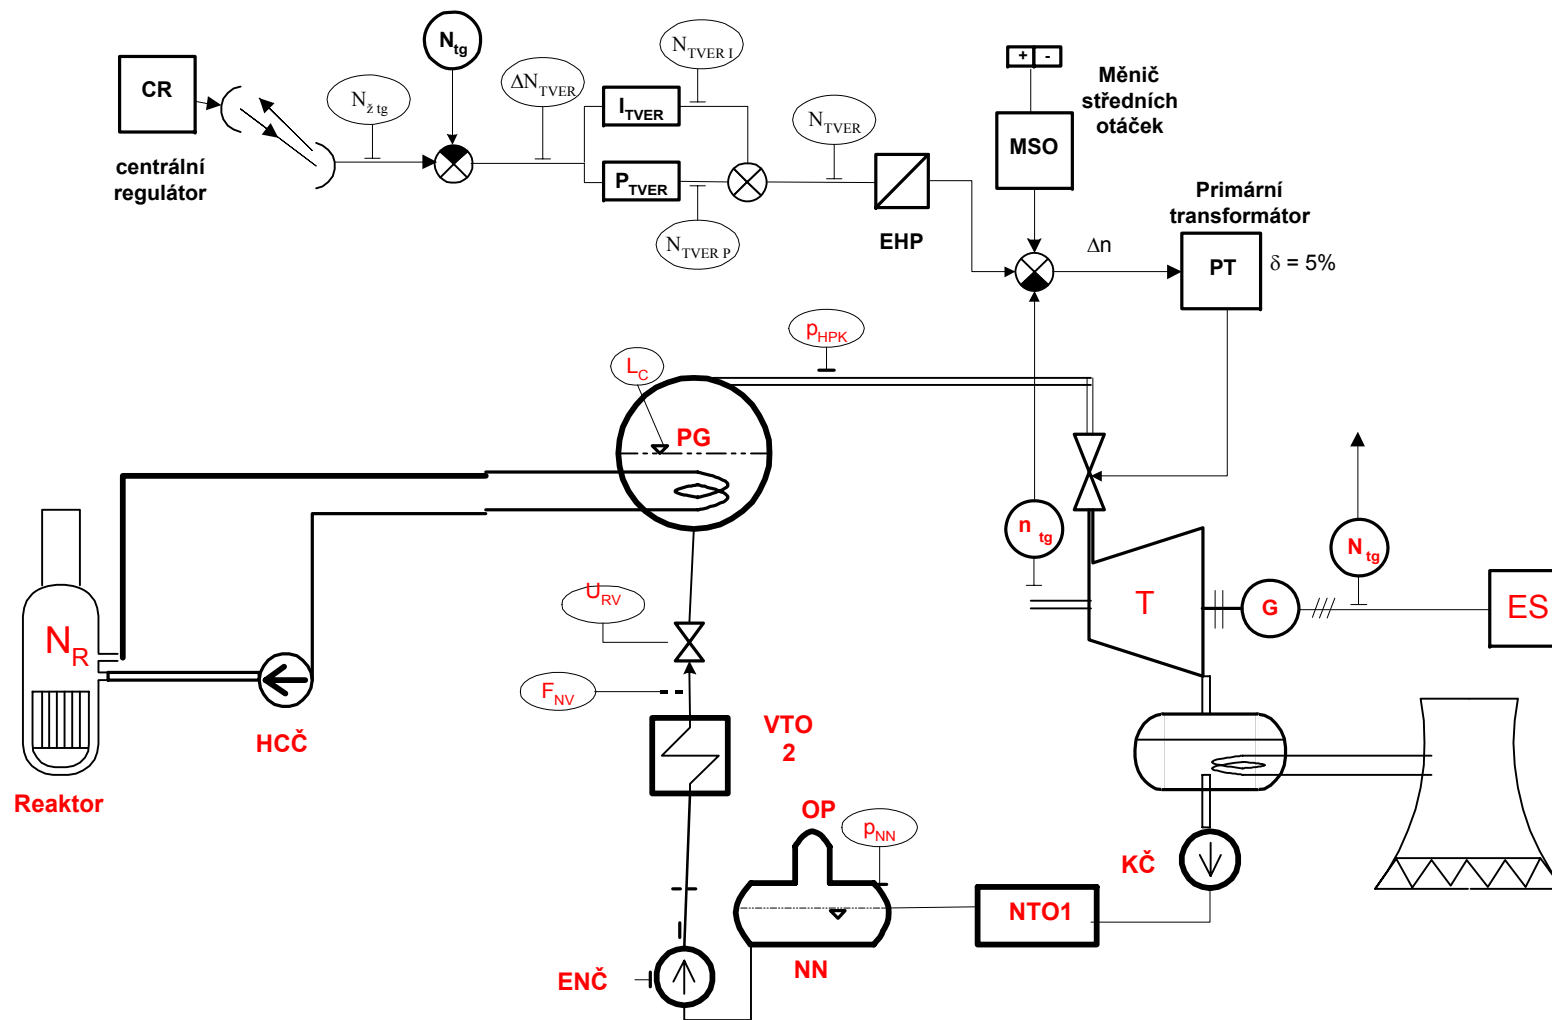 CR
centrální
regulátor
N ž tg
N tg
ΔN TVER
N TVER I
I TVER
P TVER
N TVER P
N TVER
EHP
+ -
Měnič
středních
otáček
MSO
Primární
transformátor
Δn
PT
δ = 5%
p HPK
L C
PG
n tg
N tg
T
G
ES
U RV
F NV
N R
HCČ
Reaktor
VTO
2
OP
p NN
KČ
NTO1
NN
ENČ